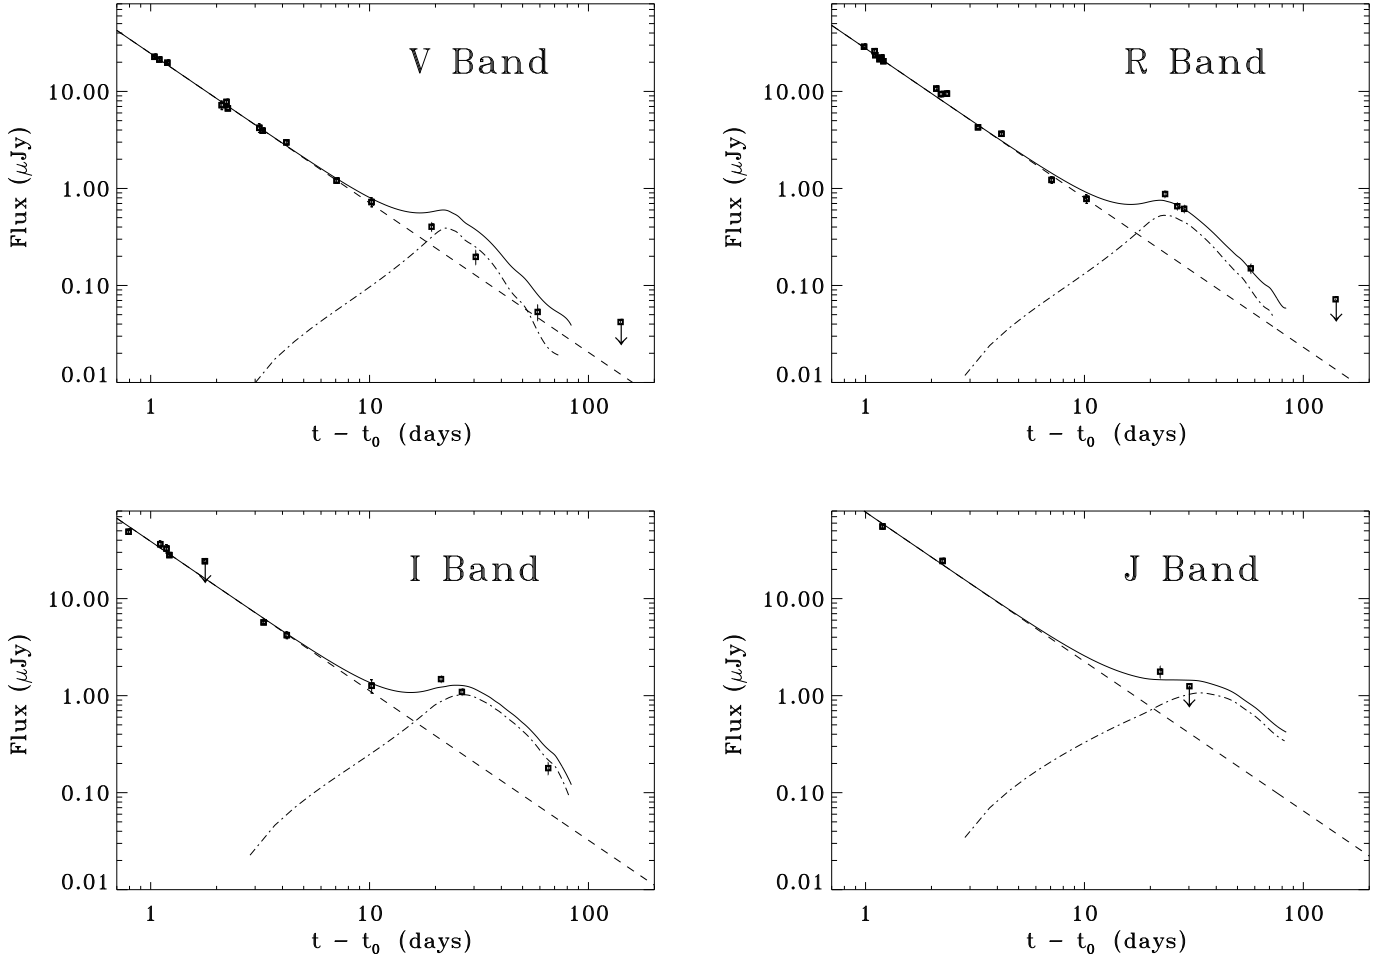 V Band
10.00
1.00
0.10
0.01
Flux (μJy)
1 10 100
t − t₀ (days)
R Band
10.00
1.00
0.10
0.01
Flux (μJy)
1 10 100
t − t₀ (days)
I Band
10.00
1.00
0.10
0.01
Flux (μJy)
1 10 100
t − t₀ (days)
J Band
10.00
1.00
0.10
0.01
Flux (μJy)
1 10 100
t − t₀ (days)